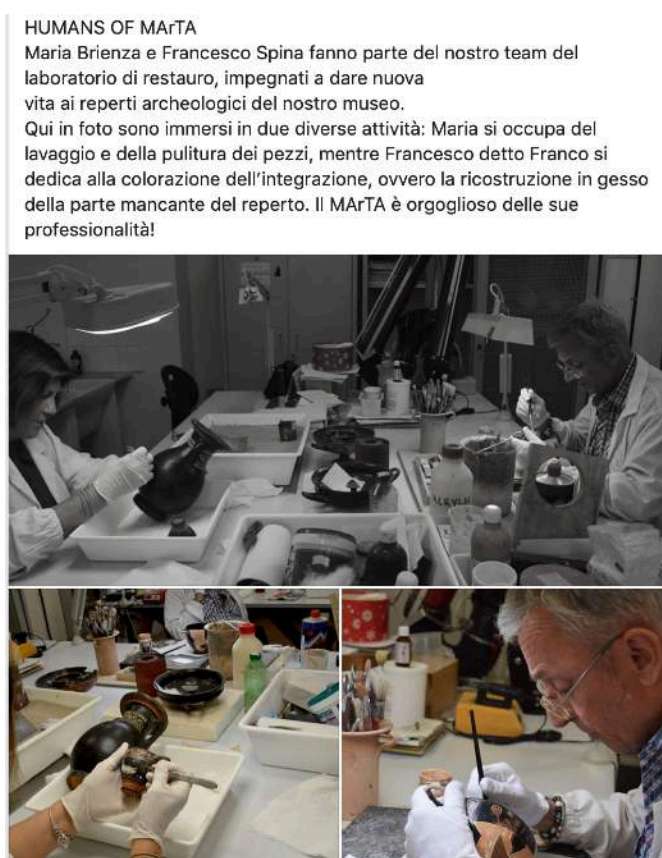 HUMANS OF MArTA
Maria Brienza e Francesco Spina fanno parte del nostro team del
laboratorio di restauro, impegnati a dare nuova
vita ai reperti archeologici del nostro museo.
Qui in foto sono immersi in due diverse attività: Maria si occupa del
lavaggio e della pulitura dei pezzi, mentre Francesco detto Franco si
dedica alla colorazione dell'integrazione, ovvero la ricostruzione in gesso
della parte mancante del reperto. Il MArTA è orgoglioso delle sue
professionalità!